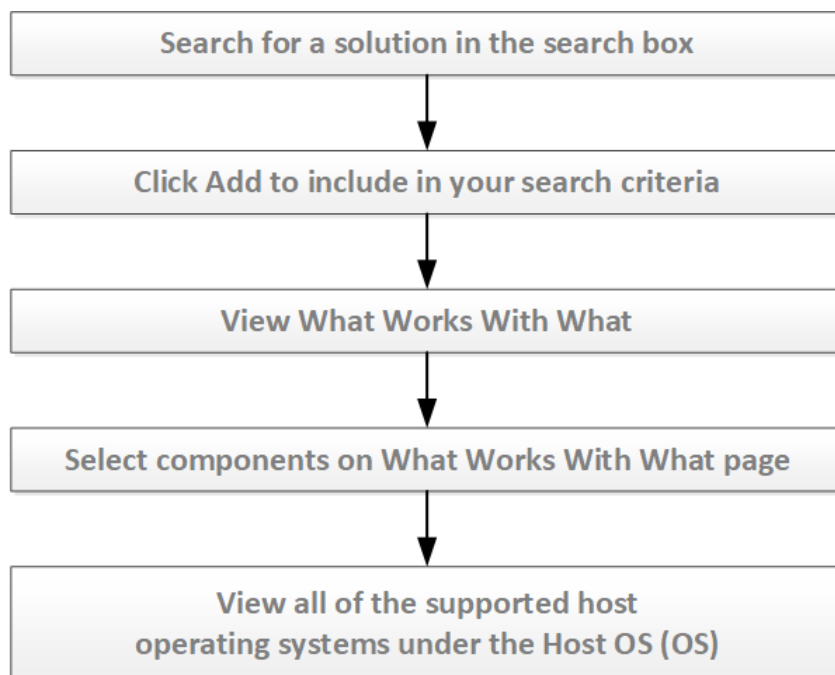 Search for a solution in the search box
Click Add to include in your search criteria
View What Works With What
Select components on What Works With What page
View all of the supported host
operating systems under the Host OS (OS)